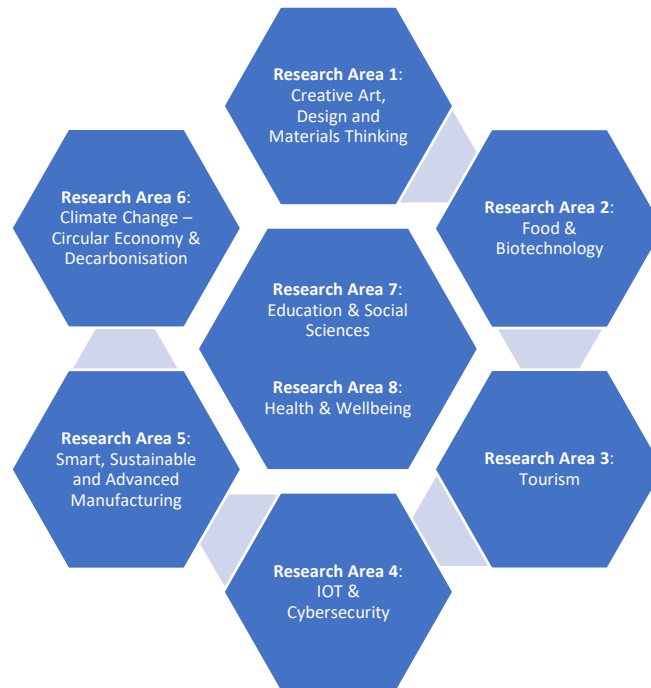 Research Area 1:
Creative Art,
Design and
Materials Thinking
Research Area 2:
Food &
Biotechnology
Research Area 3:
Tourism
Research Area 4:
IOT &
Cybersecurity
Research Area 5:
Smart, Sustainable
and Advanced
Manufacturing
Research Area 6:
Climate Change –
Circular Economy &
Decarbonisation
Research Area 7:
Education & Social
Sciences
Research Area 8:
Health & Wellbeing